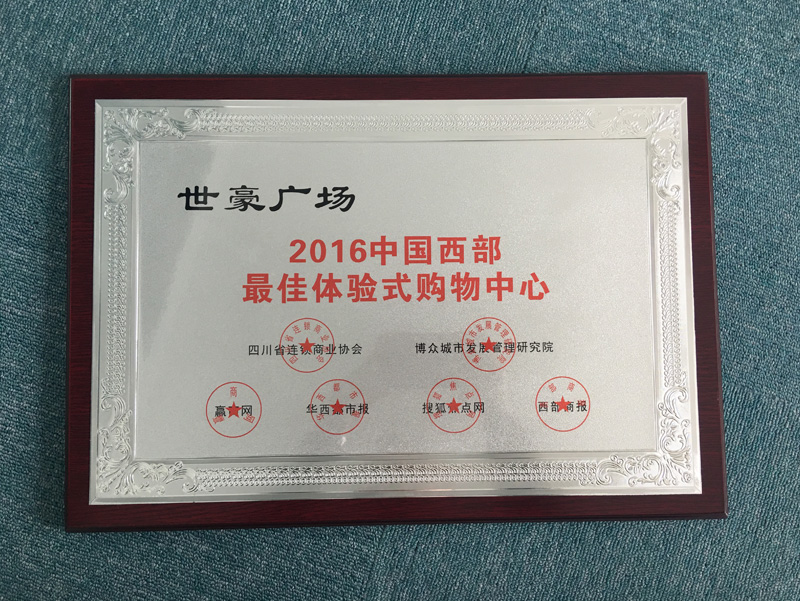 世豪广场
2016中国西部
最佳体验式购物中心
四川省连锁商业协会 博众城市发展管理研究院
赢商网 华西都市报 搜狐焦点网 西部商报